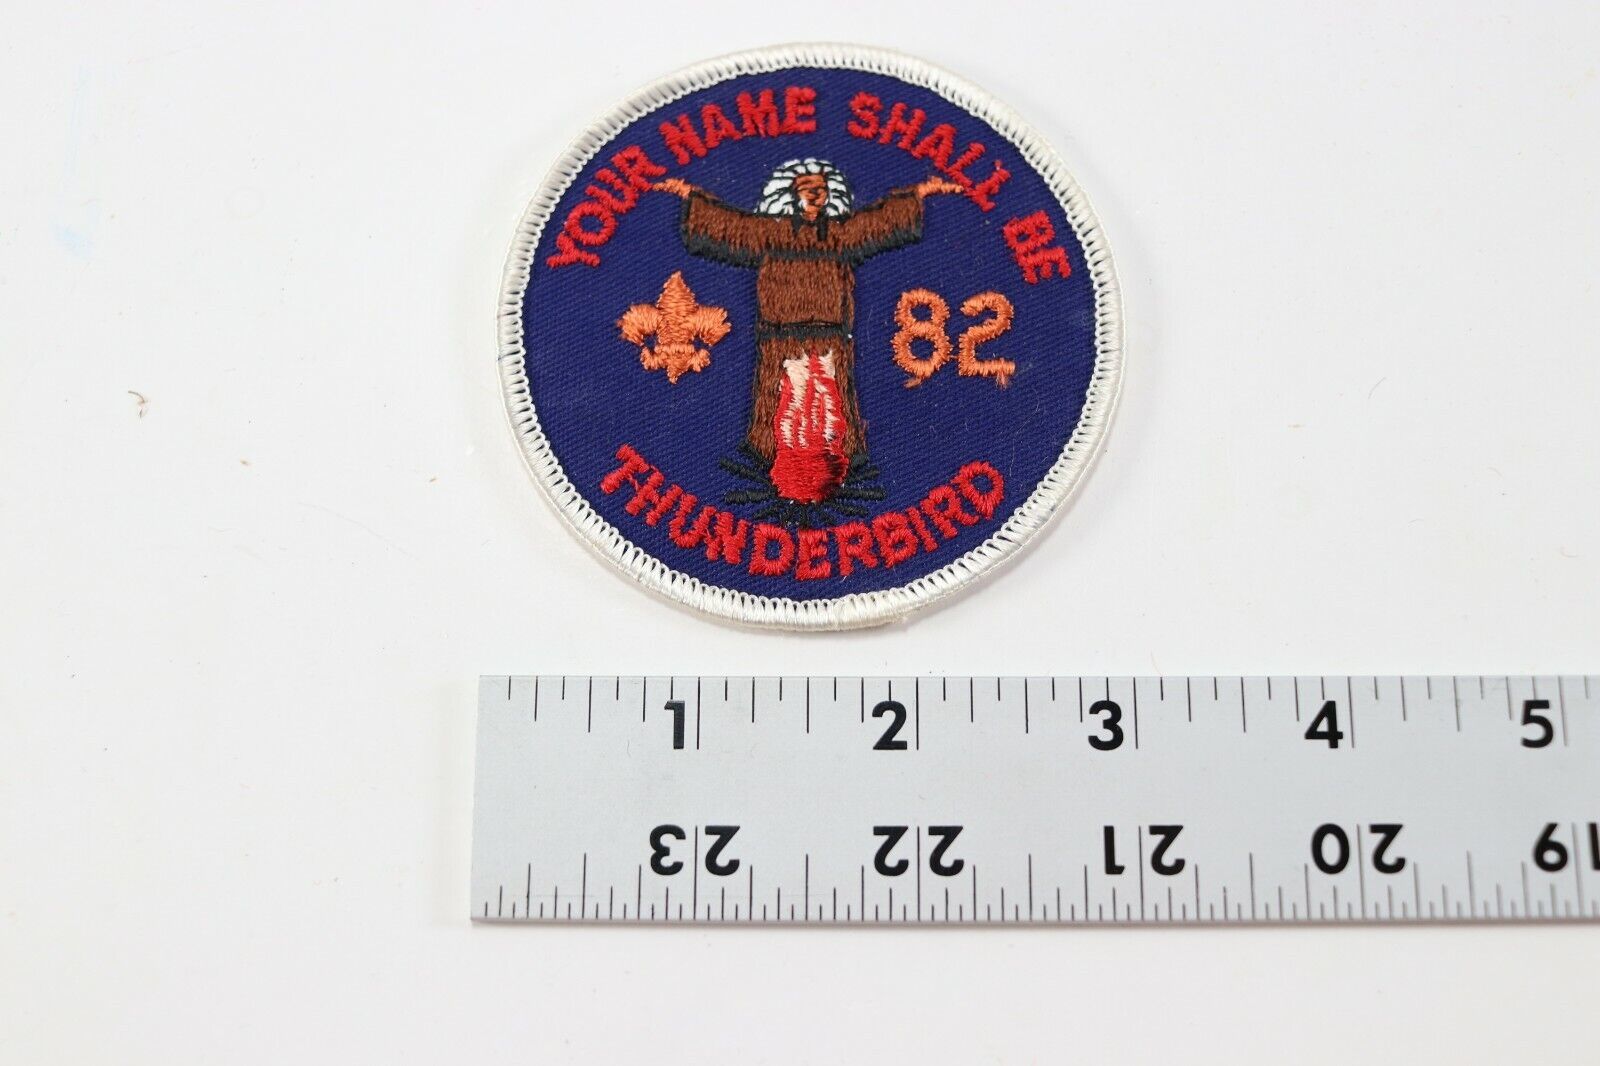 YOUR NAME SHALL BE
82
THUNDERBIRD
1 2 3 4 5
23 22 21 20 19